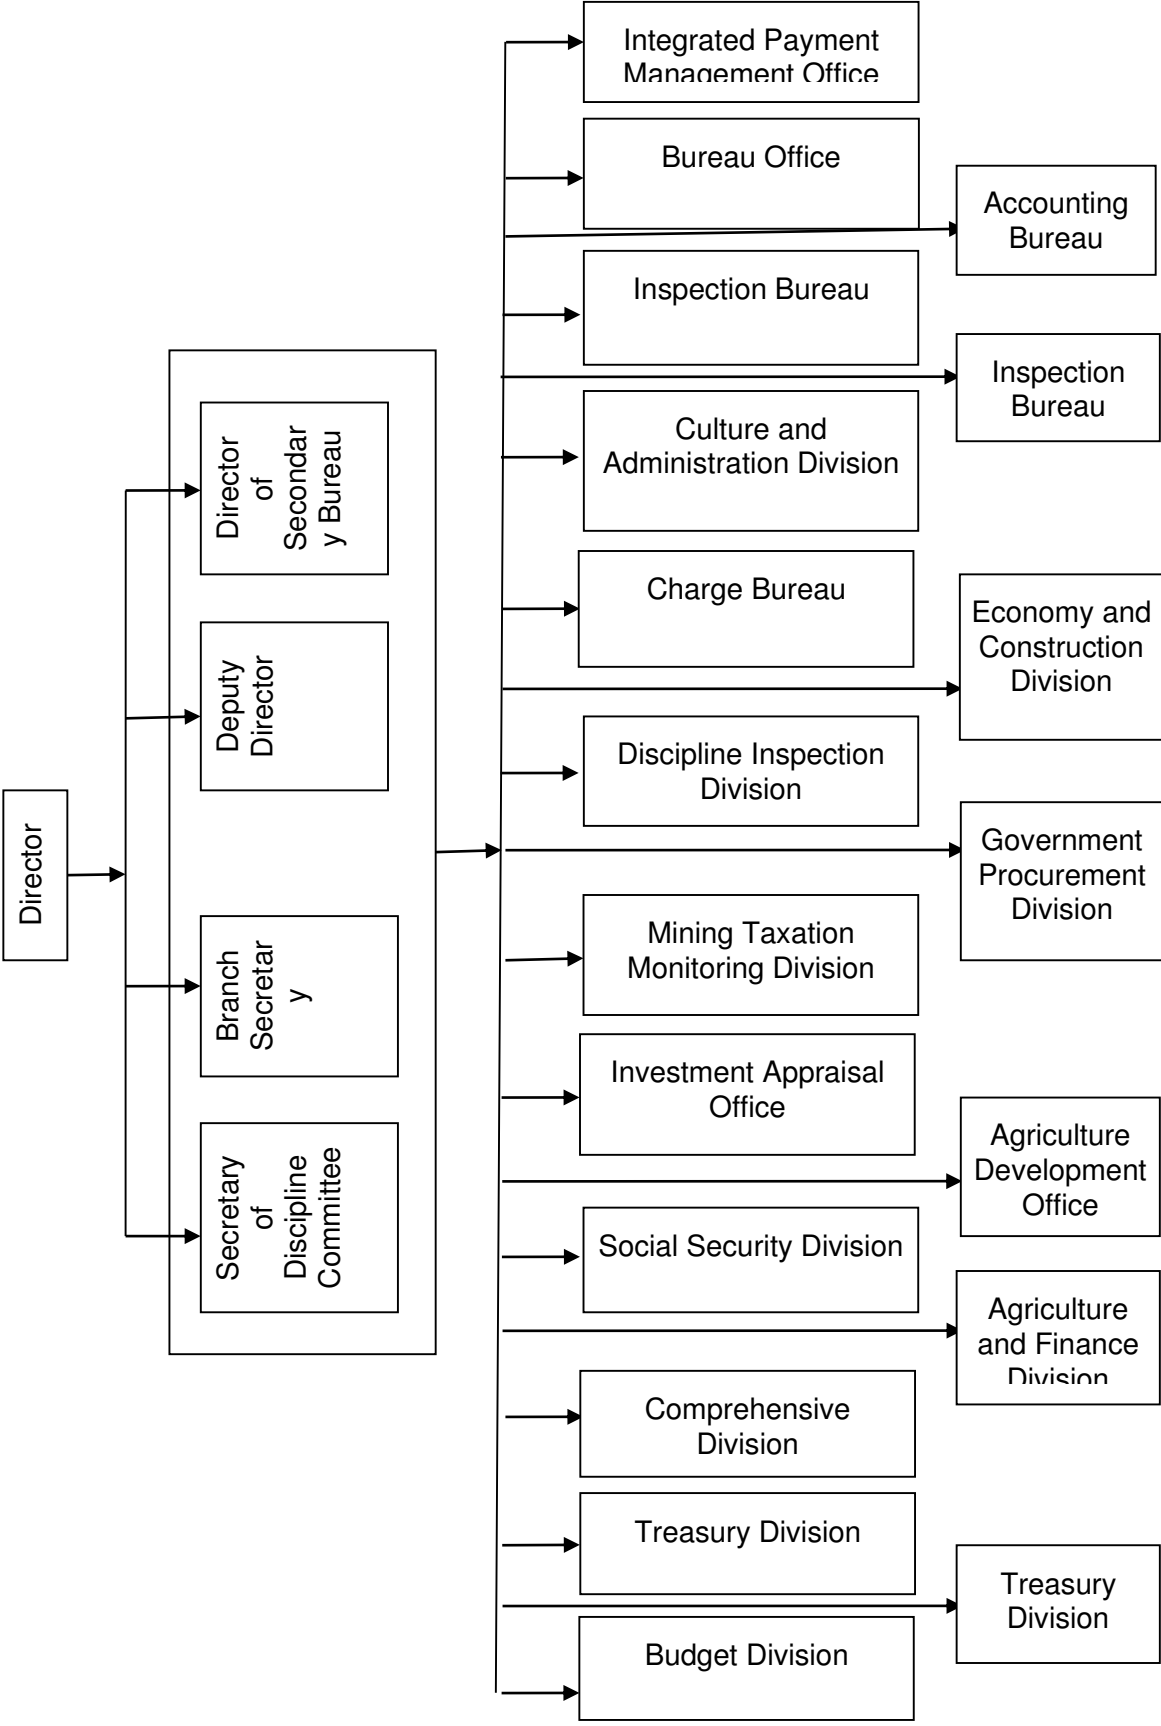 Integrated Payment
Management Office
Bureau Office
Accounting
Bureau
Inspection Bureau
Inspection
Bureau
Culture and
Administration Division
Director
of
Secondar
y Bureau
Charge Bureau
Economy and
Construction
Division
Deputy
Director
Discipline Inspection
Division
Director
Government
Procurement
Division
Branch
Secretar
y
Mining Taxation
Monitoring Division
Investment Appraisal
Office
Agriculture
Development
Office
Secretary
of
Discipline
Committee
Social Security Division
Agriculture
and Finance
Division
Comprehensive
Division
Treasury Division
Treasury
Division
Budget Division